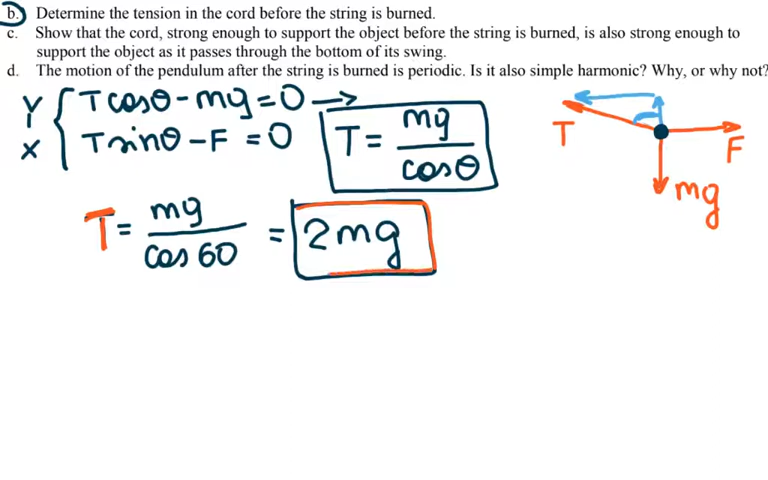 b. Determine the tension in the cord before the string is burned.
c. Show that the cord, strong enough to support the object before the string is burned, is also strong enough to
support the object as it passes through the bottom of its swing.
d. The motion of the pendulum after the string is burned is periodic. Is it also simple harmonic? Why, or why not?
Y { T cosθ - mg = 0 → T = mg / cosθ
X { T sinθ - F = 0
T
F
mg
T = mg / cos 60 = 2mg